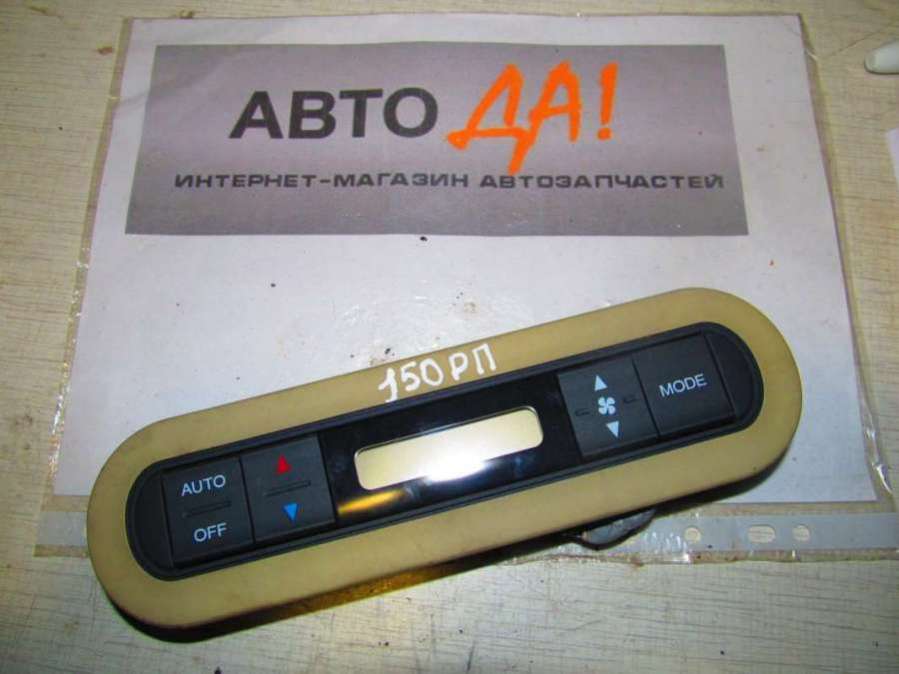 АВТО ДА!
ИНТЕРНЕТ-МАГАЗИН АВТОЗАПЧАСТЕЙ
150РП
MODE
AUTO
OFF